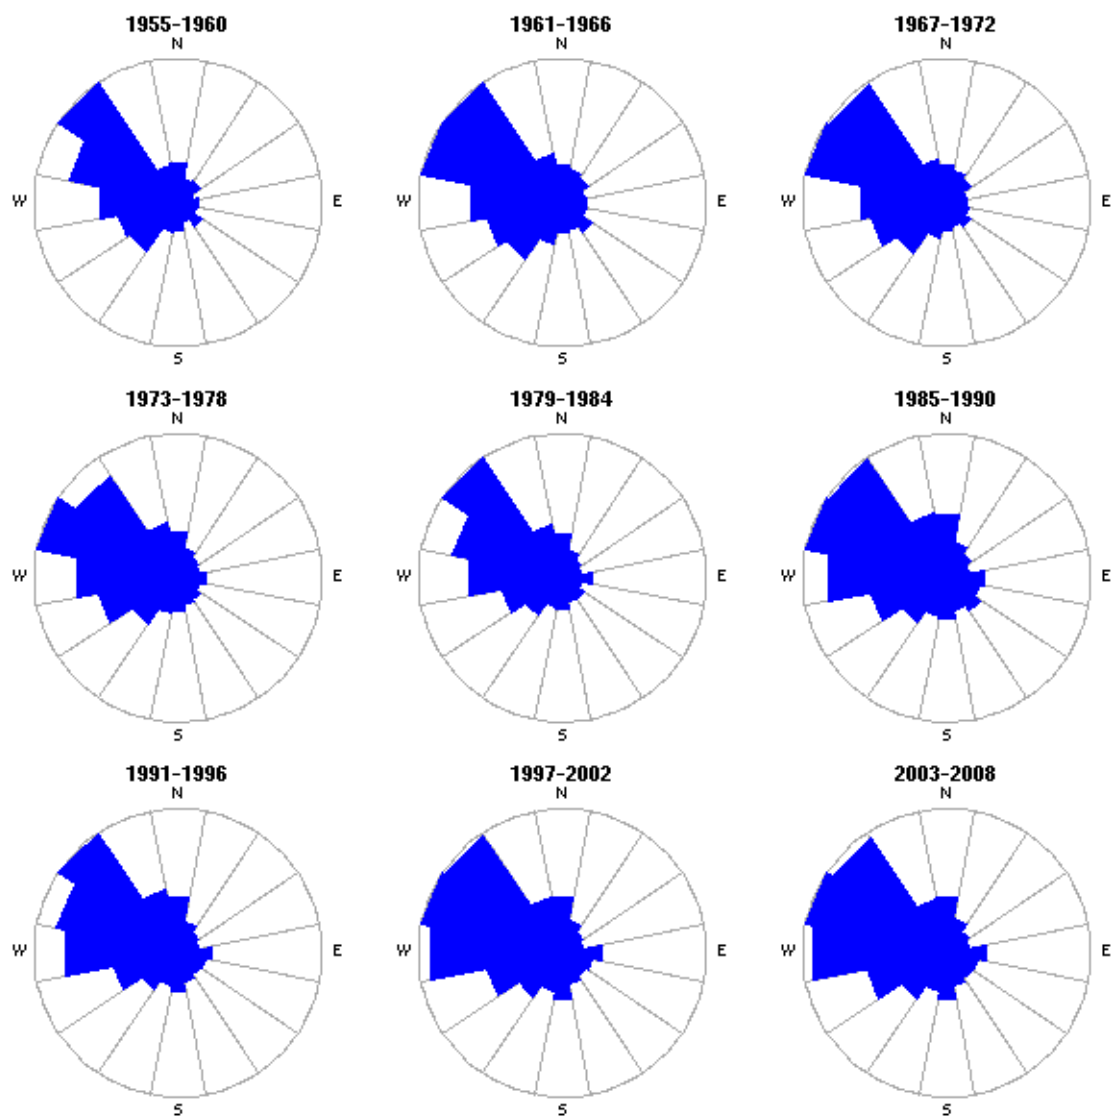 1955-1960 1961-1966 1967-1972
N N N
W E W E W E
S S S
1973-1978 1979-1984 1985-1990
N N N
W E W E W E
S S S
1991-1996 1997-2002 2003-2008
N N N
W E W E W E
S S S